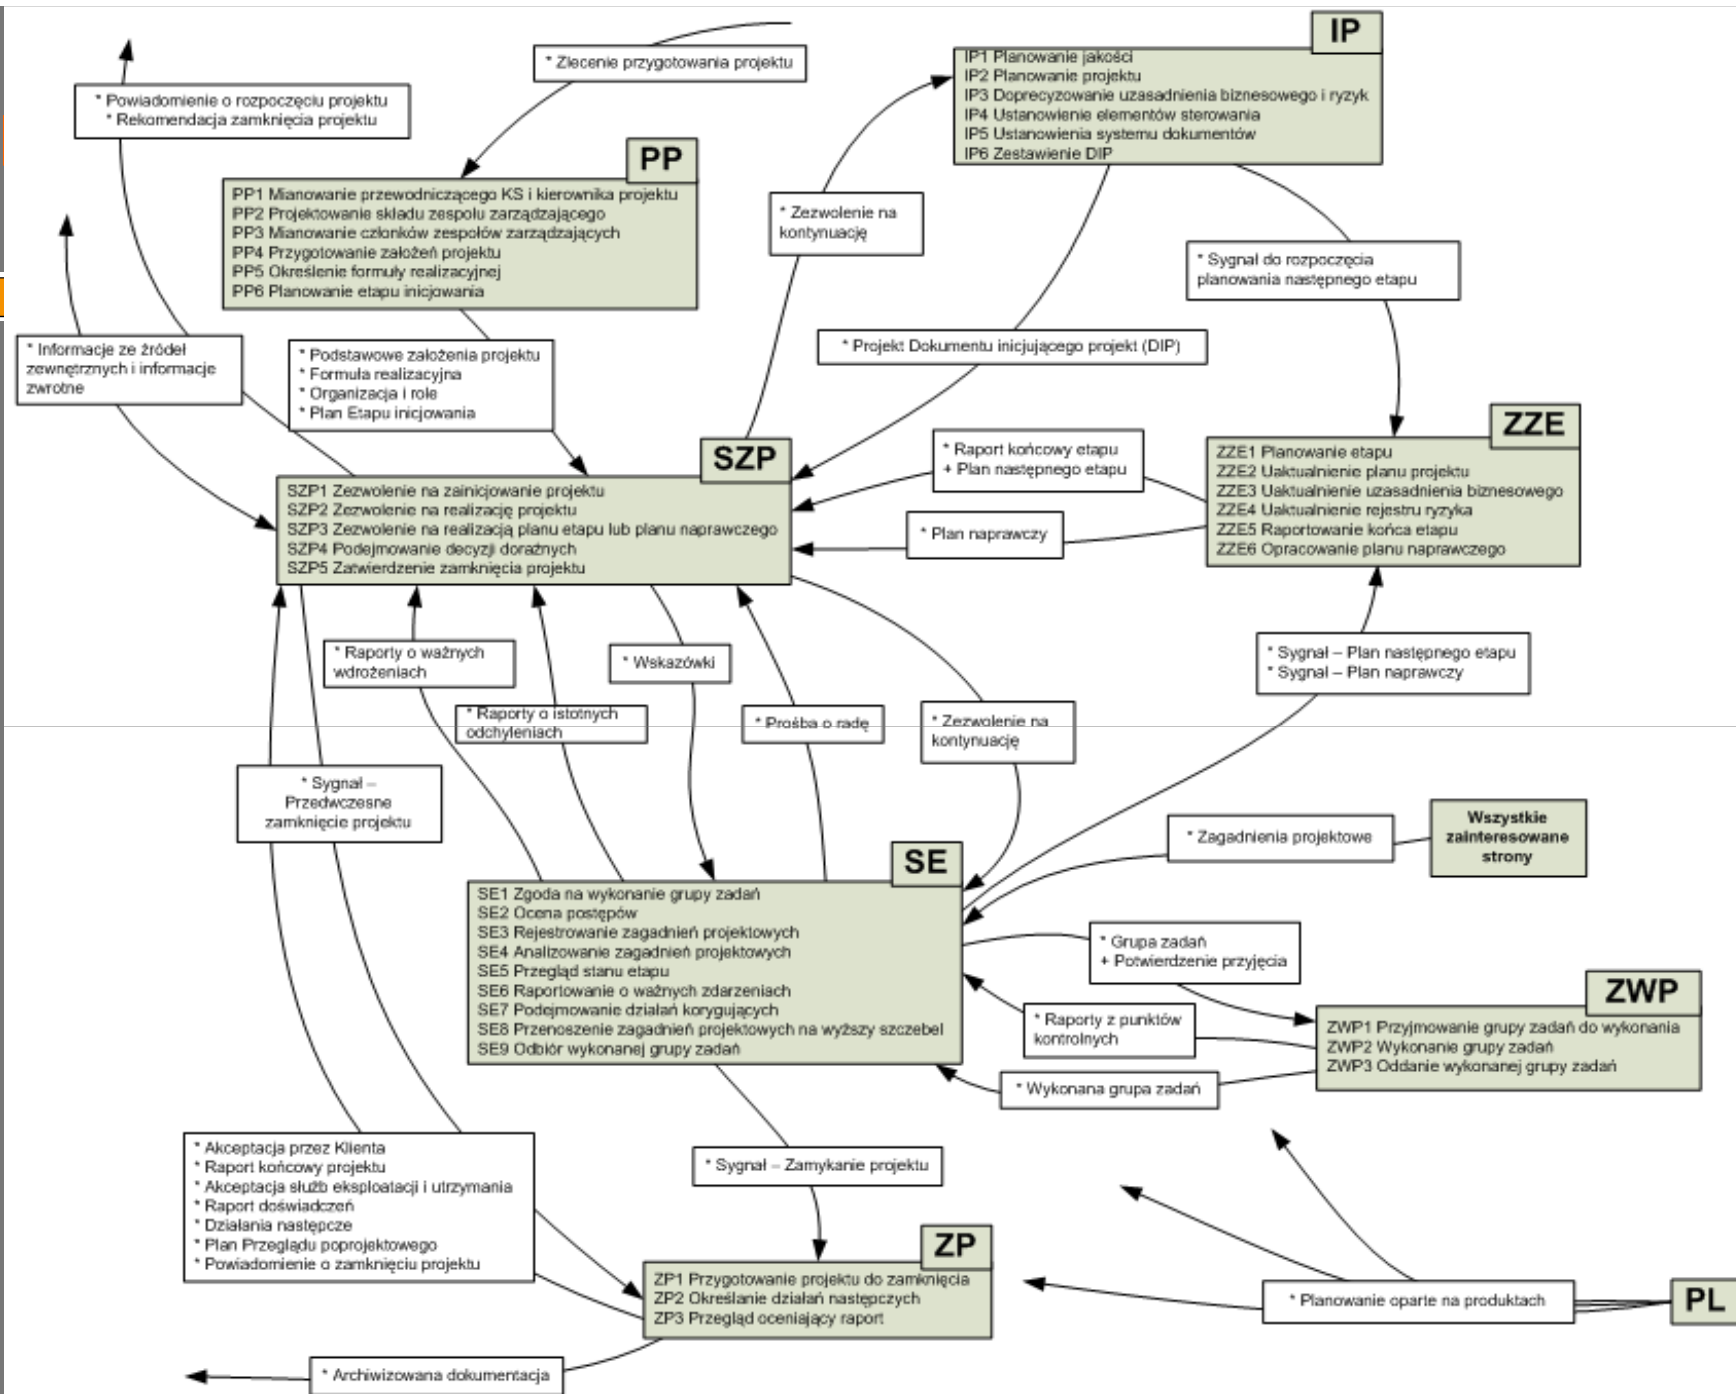 * Zlecenie przygotowania projektu
IP
IP1 Planowanie jakości
IP2 Planowanie projektu
IP3 Doprecyzowanie uzasadnienia biznesowego i ryzyk
IP4 Ustanowienie elementów sterowania
IP5 Ustanowienia systemu dokumentów
IP6 Zestawienie DIP
* Powiadomienie o rozpoczęciu projektu
* Rekomendacja zamknięcia projektu
PP
PP1 Mianowanie przewodniczącego KS i kierownika projektu
PP2 Projektowanie składu zespołu zarządzającego
PP3 Mianowanie członków zespołów zarządzających
PP4 Przygotowanie założeń projektu
PP5 Określenie formuły realizacyjnej
PP6 Planowanie etapu inicjowania
* Zezwolenie na
kontynuację
* Sygnał do rozpoczęcia
planowania następnego etapu
* Informacje ze źródeł
zewnętrznych i informacje
zwrotne
* Podstawowe założenia projektu
* Formuła realizacyjna
* Organizacja i role
* Plan Etapu inicjowania
* Projekt Dokumentu inicjującego projekt (DIP)
SZP
SZP1 Zezwolenie na zainicjowanie projektu
SZP2 Zezwolenie na realizację projektu
SZP3 Zezwolenie na realizacją planu etapu lub planu naprawczego
SZP4 Podejmowanie decyzji doraźnych
SZP5 Zatwierdzenie zamknięcia projektu
* Raport końcowy etapu
+ Plan następnego etapu
* Plan naprawczy
ZZE
ZZE1 Planowanie etapu
ZZE2 Uaktualnienie planu projektu
ZZE3 Uaktualnienie uzasadnienia biznesowego
ZZE4 Uaktualnienie rejestru ryzyka
ZZE5 Raportowanie końca etapu
ZZE6 Opracowanie planu naprawczego
* Raporty o ważnych
wdrożeniach
* Raporty o istotnych
odchyleniach
* Wskazówki
* Prośba o radę
* Zezwolenie na
kontynuację
* Sygnał – Plan następnego etapu
* Sygnał – Plan naprawczy
* Sygnał –
Przedwczesne
zamknięcie projektu
* Zagadnienia projektowe
Wszystkie
zainteresowane
strony
SE
SE1 Zgoda na wykonanie grupy zadań
SE2 Ocena postępów
SE3 Rejestrowanie zagadnień projektowych
SE4 Analizowanie zagadnień projektowych
SE5 Przegląd stanu etapu
SE6 Raportowanie o ważnych zdarzeniach
SE7 Podejmowanie działań korygujących
SE8 Przenoszenie zagadnień projektowych na wyższy szczebel
SE9 Odbiór wykonanej grupy zadań
* Grupa zadań
+ Potwierdzenie przyjęcia
* Raporty z punktów
kontrolnych
* Wykonana grupa zadań
ZWP
ZWP1 Przyjmowanie grupy zadań do wykonania
ZWP2 Wykonanie grupy zadań
ZWP3 Oddanie wykonanej grupy zadań
* Akceptacja przez Klienta
* Raport końcowy projektu
* Akceptacja służb eksploatacji i utrzymania
* Raport doświadczeń
* Działania następcze
* Plan Przeglądu poprojektowego
* Powiadomienie o zamknięciu projektu
* Sygnał – Zamykanie projektu
ZP
ZP1 Przygotowanie projektu do zamknięcia
ZP2 Określanie działań następczych
ZP3 Przegląd oceniający raport
* Planowanie oparte na produktach
PL
* Archiwizowana dokumentacja